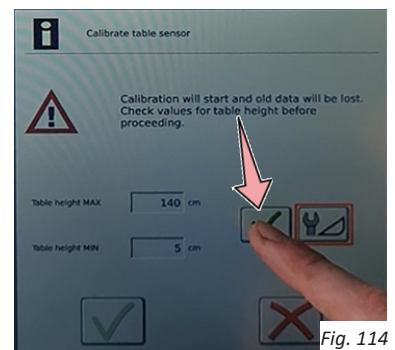 i
Calibrate table sensor
Calibration will start and old data will be lost.
Check values for table height before
proceeding.
Table height MAX 140 cm
Table height MIN 5 cm
Fig. 114